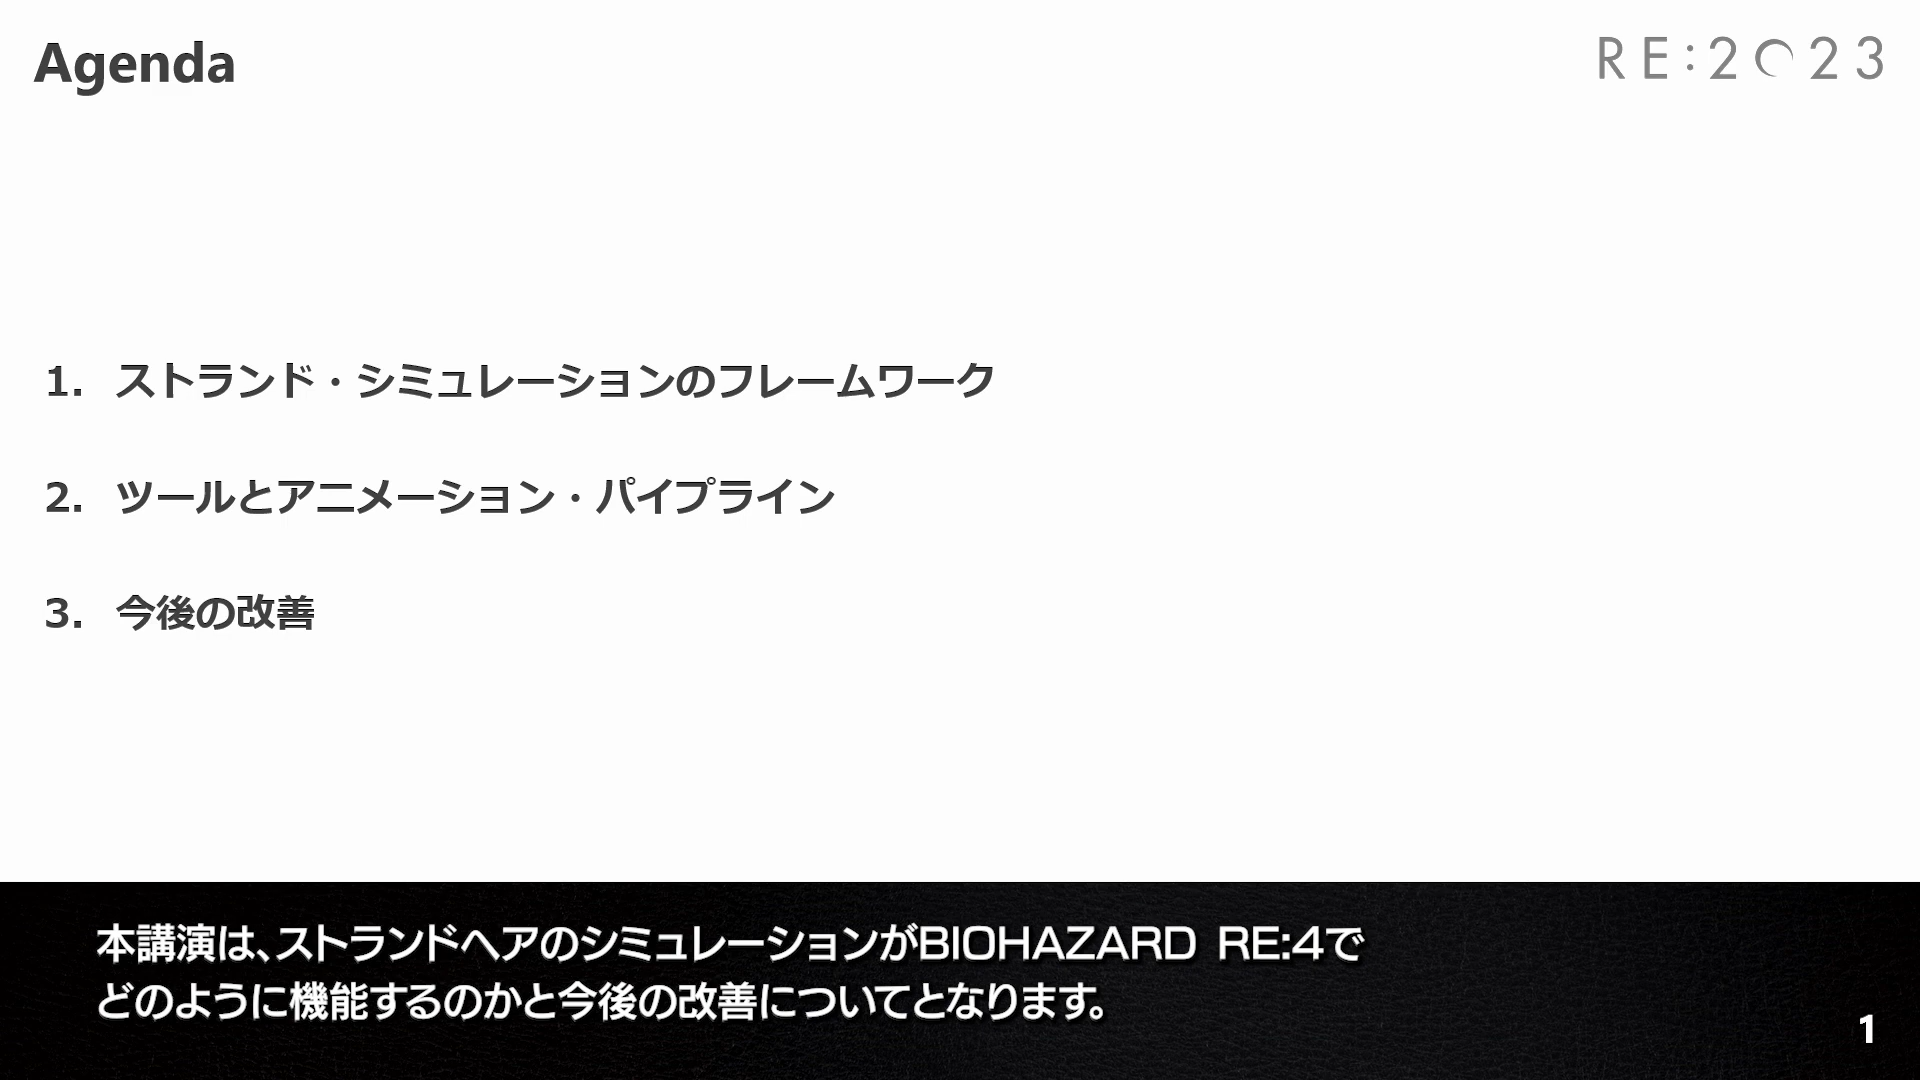 Agenda
RE:2023
1. ストランド・シミュレーションのフレームワーク
2. ツールとアニメーション・パイプライン
3. 今後の改善
本講演は、ストランドヘアのシミュレーションがBIOHAZARD RE:4で
どのように機能するのかと今後の改善についてとなります。
1